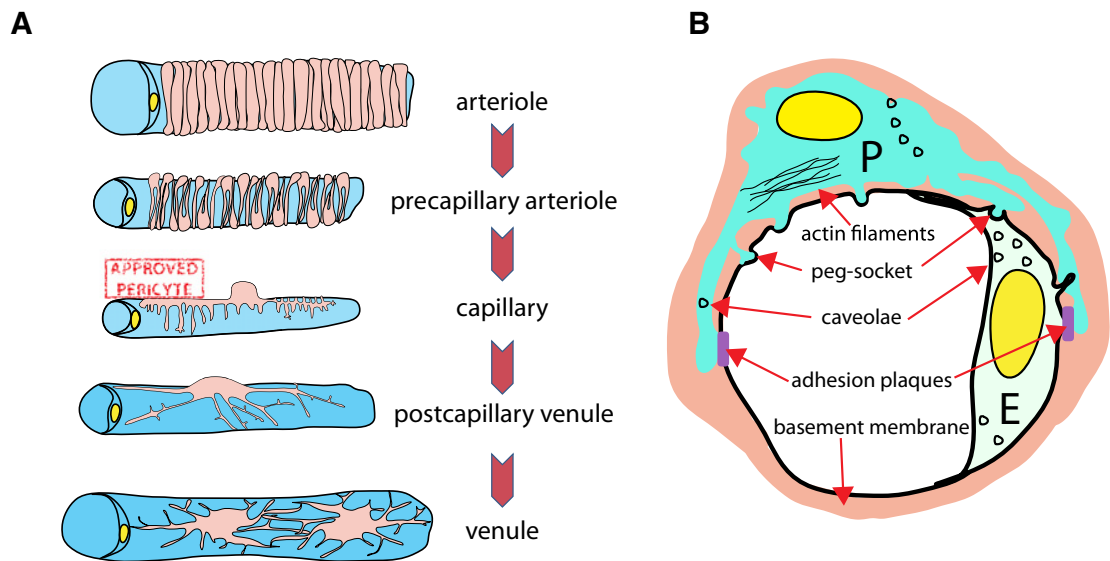 A
arteriole
precapillary arteriole
APPROVED
PERICYTE
capillary
postcapillary venule
venule
B
P
actin filaments
peg-socket
caveolae
adhesion plaques
E
basement membrane